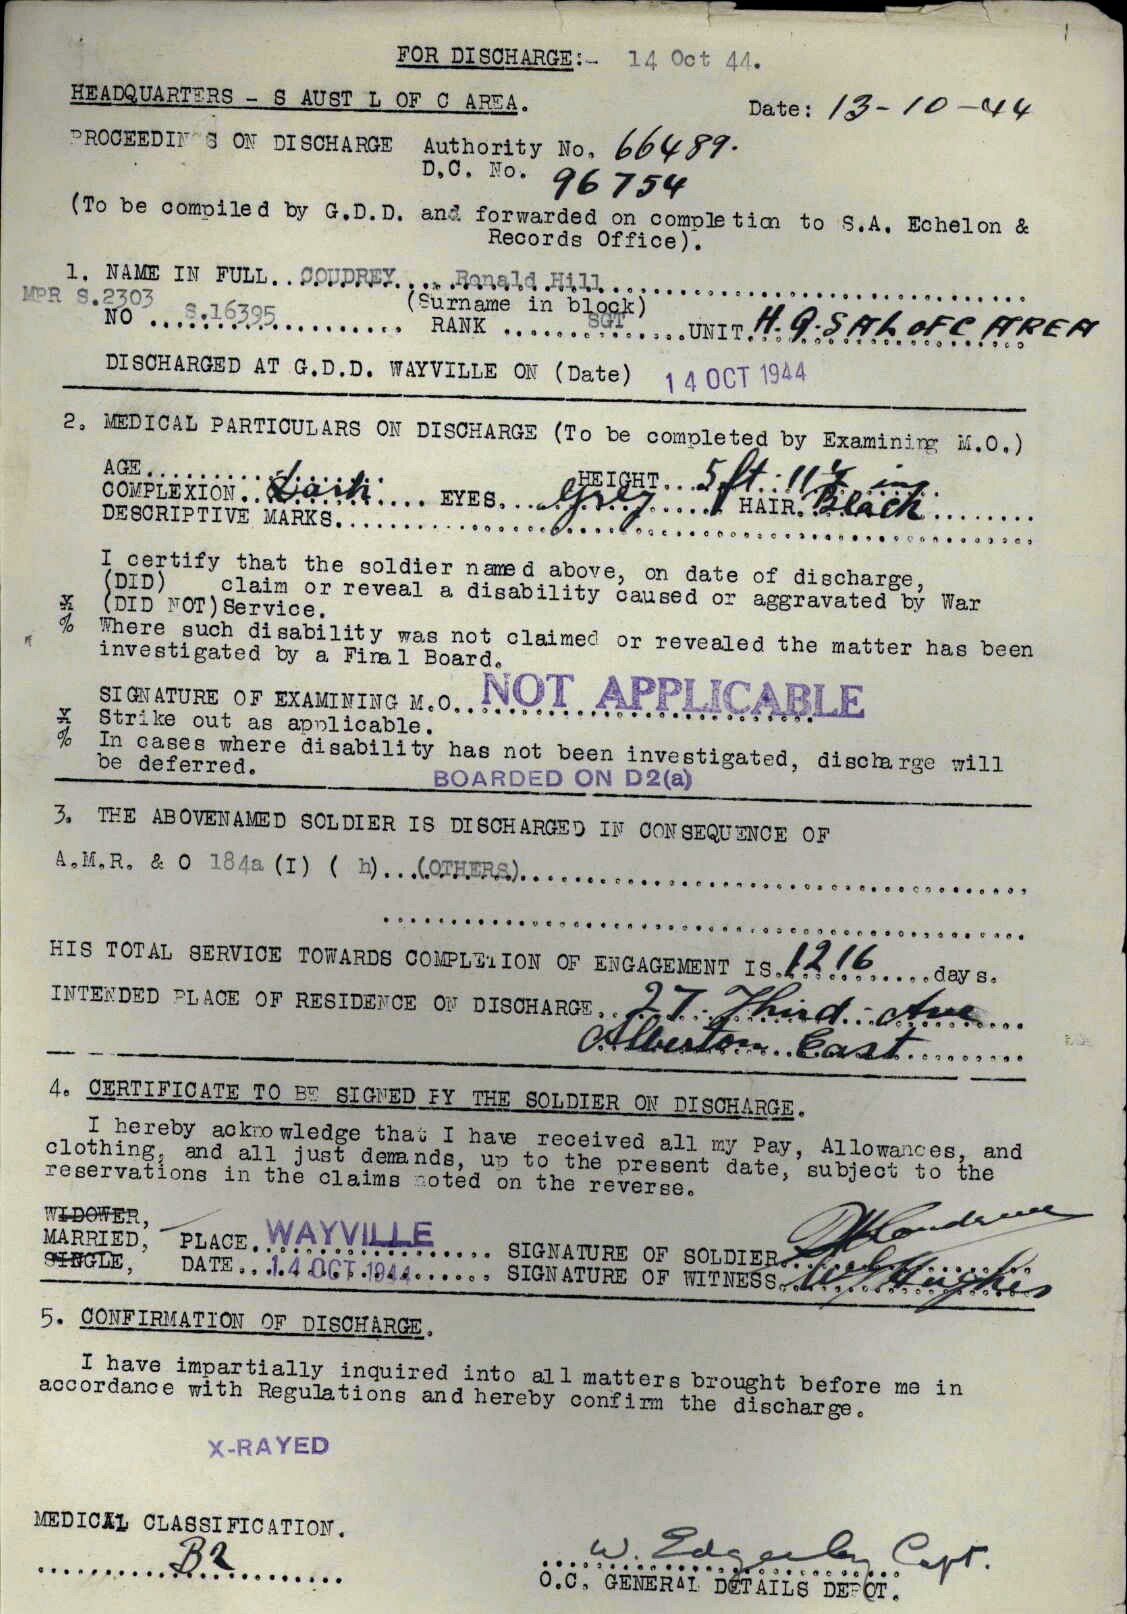 FOR DISCHARGE:- 14 Oct 44.
HEADQUARTERS - S AUST L OF C AREA.
Date: 13-10-44
PROCEEDINGS ON DISCHARGE Authority No. 66489.
D.C. No. 96754
(To be compiled by G.D.D. and forwarded on completion to S.A. Echelon &
Records Office).
1. NAME IN FULL..COUDREY....Ronald Hill....
MPR S.2303
(Surname in block)
NO ...S.16395... RANK ...SGT...UNIT. H.Q. S A L OF C AREA
DISCHARGED AT G.D.D. WAYVILLE ON (Date) 14 OCT 1944
2. MEDICAL PARTICULARS ON DISCHARGE (To be completed by Examining M.O.)
AGE............ HEIGHT...5 ft. 11½ in.
COMPLEXION..Dark.... EYES...Grey.... HAIR. Black........
DESCRIPTIVE MARKS............
I certify that the soldier named above, on date of discharge,
(DID) claim or reveal a disability caused or aggravated by War
x (DID NOT) Service.
% Where such disability was not claimed or revealed the matter has been
investigated by a Final Board.
SIGNATURE OF EXAMINING M.O. NOT APPLICABLE
x Strike out as applicable.
% In cases where disability has not been investigated, discharge will
be deferred.
BOARDED ON D2(a)
3. THE ABOVENAMED SOLDIER IS DISCHARGED IN CONSEQUENCE OF
A.M.R. & O 184a (I) ( h)...(OTHERS)............
HIS TOTAL SERVICE TOWARDS COMPLETION OF ENGAGEMENT IS. 1216 ....days.
INTENDED PLACE OF RESIDENCE ON DISCHARGE.. 27 Third Ave
Alberton East
4. CERTIFICATE TO BE SIGNED BY THE SOLDIER ON DISCHARGE.
I hereby acknowledge that I have received all my Pay, Allowances, and
clothing, and all just demands, up to the present date, subject to the
reservations in the claims noted on the reverse.
WIDOWER,
MARRIED, PLACE. WAYVILLE ...... SIGNATURE OF SOLDIER. RHCoudrey
SINGLE, DATE...14 OCT 1944...... SIGNATURE OF WITNESS. W Hughes
5. CONFIRMATION OF DISCHARGE.
I have impartially inquired into all matters brought before me in
accordance with Regulations and hereby confirm the discharge.
X-RAYED
MEDICAL CLASSIFICATION.
B2
W. Edgerley Capt.
O.C. GENERAL DETAILS DEPOT.